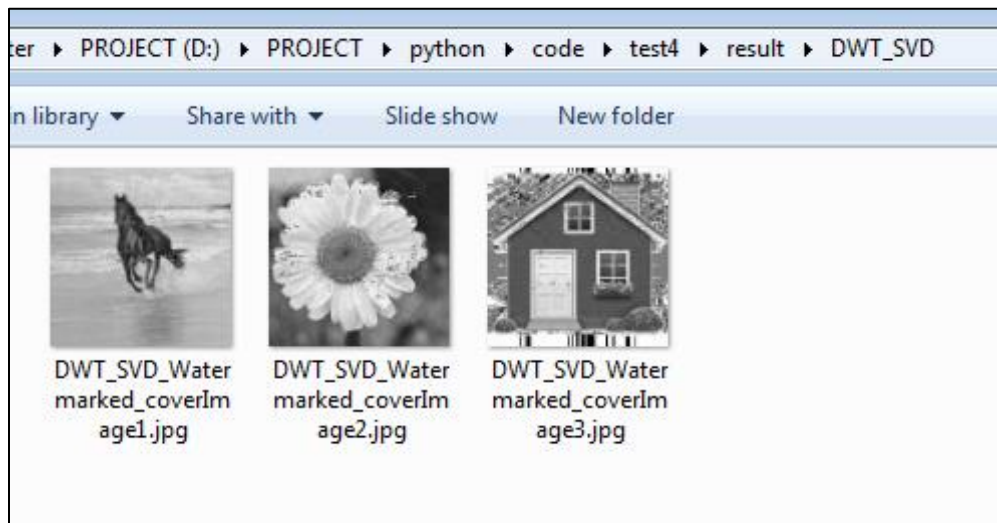 ter ▸ PROJECT (D:) ▸ PROJECT ▸ python ▸ code ▸ test4 ▸ result ▸ DWT_SVD
in library ▾ Share with ▾ Slide show New folder
DWT_SVD_Water
marked_coverIm
age1.jpg
DWT_SVD_Water
marked_coverIm
age2.jpg
DWT_SVD_Water
marked_coverIm
age3.jpg